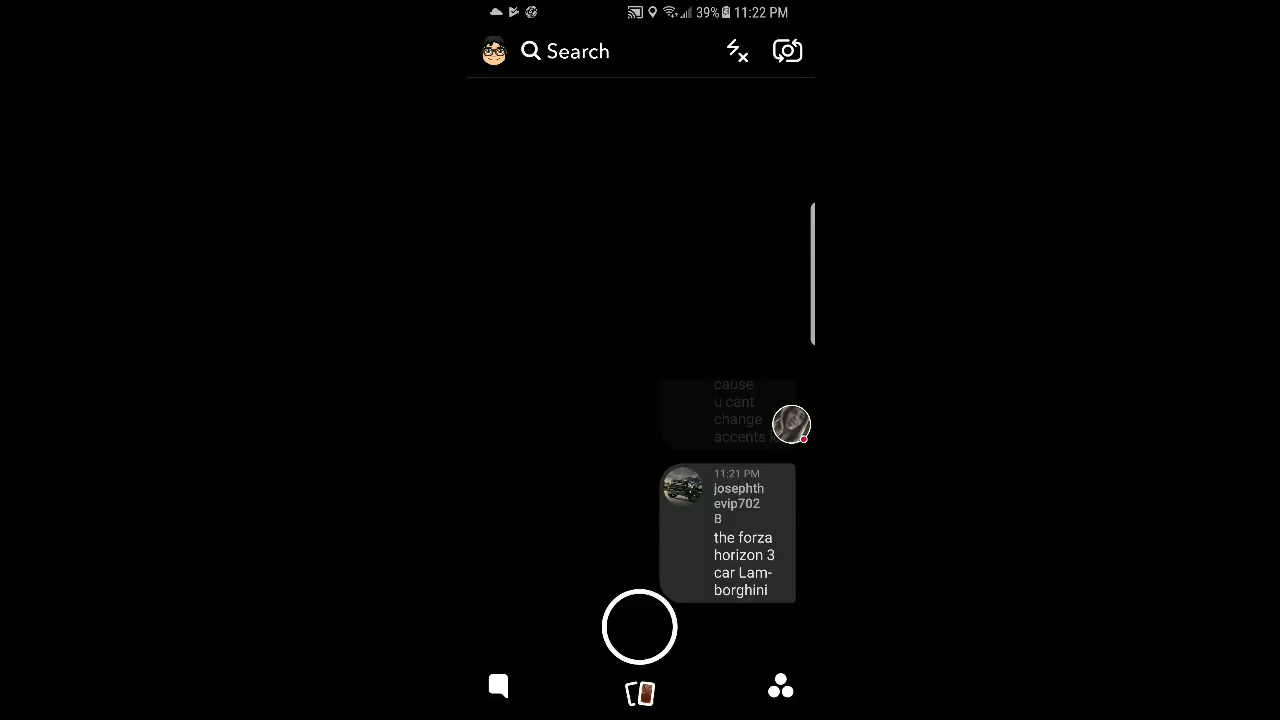 39% 11:22 PM
Search
cause
u cant
change
accents
11:21 PM
josephth
evip702
B
the forza
horizon 3
car Lam-
borghini